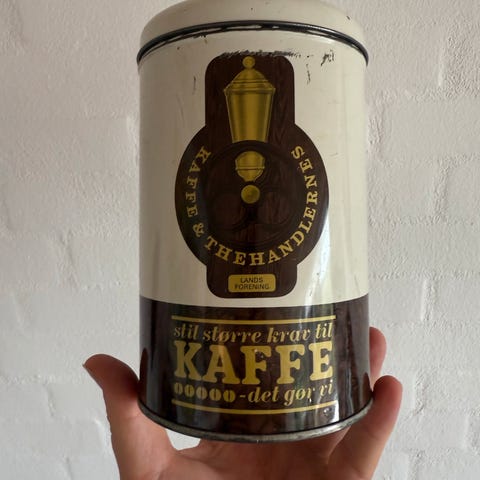 KAFFE & THEHANDLERNES
LANDS
FORENING
stil større krav til
KAFFE
-det gør vi